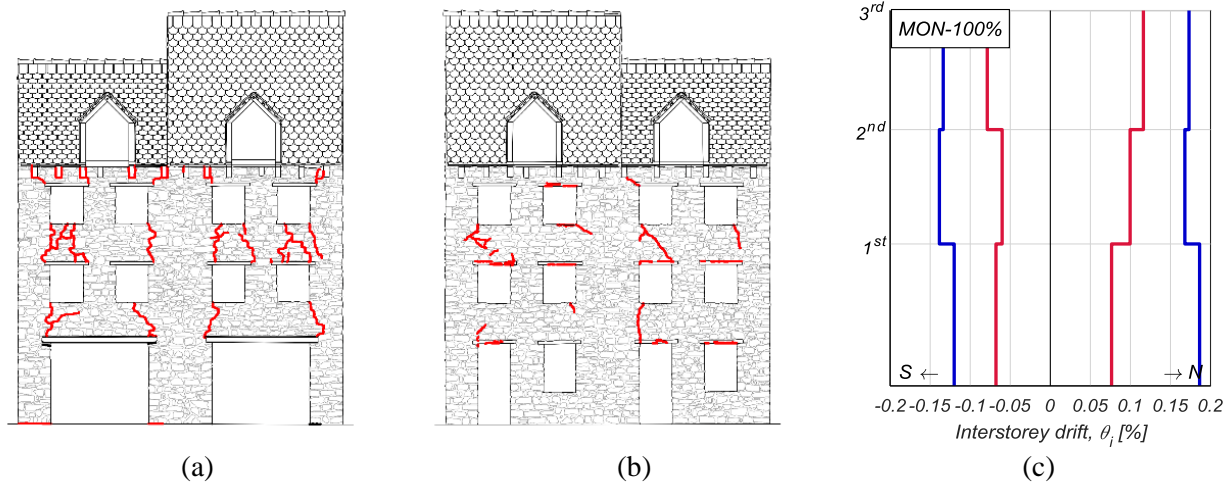 3rd
MON-100%
2nd
1st
S ←
→ N
-0.2 -0.15 -0.1 -0.05 0 0.05 0.1 0.15 0.2
Interstorey drift, θi [%]
(a) (b) (c)